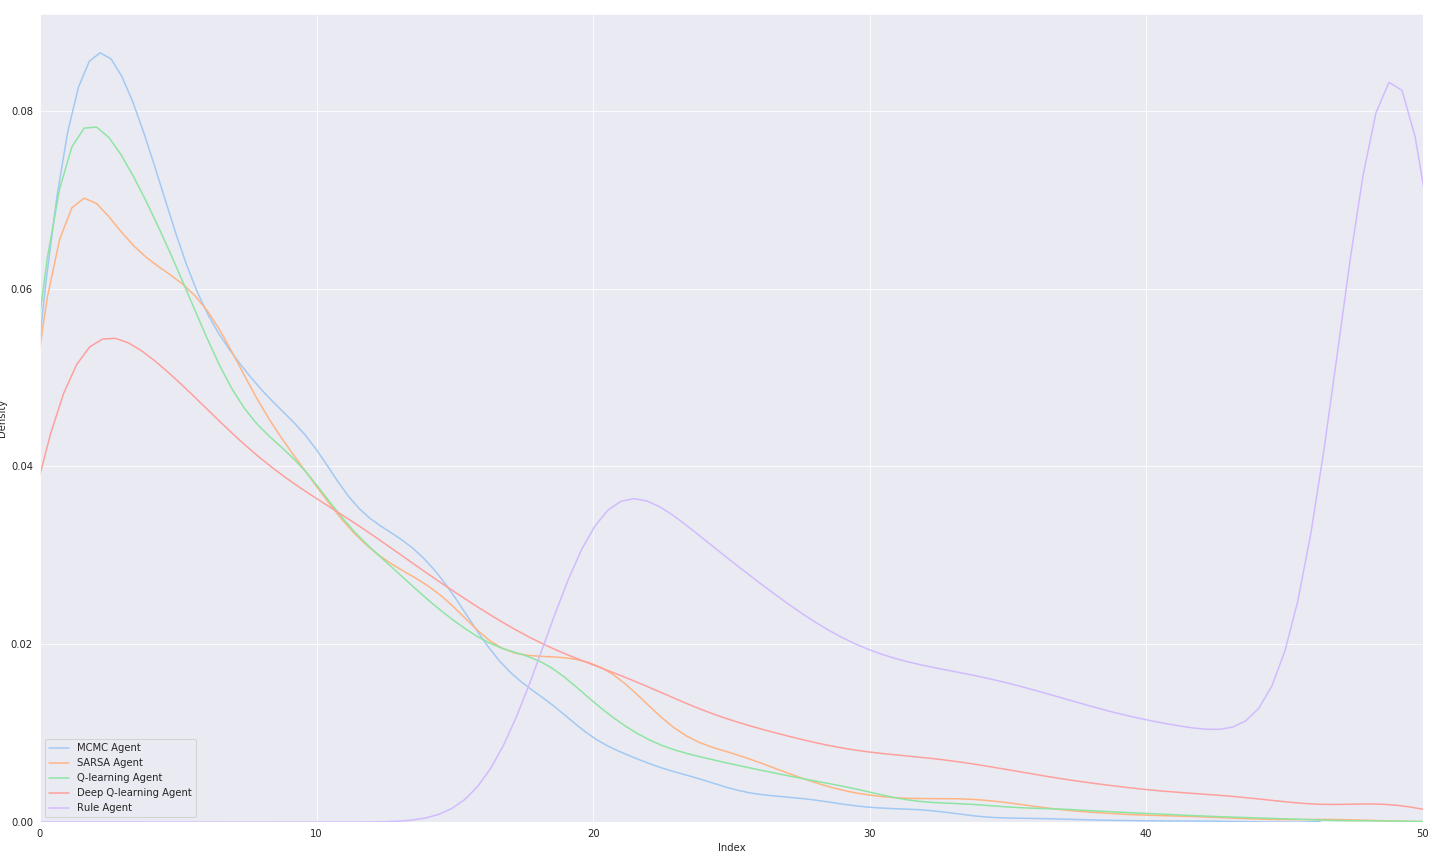 0.08
0.06
0.04
0.02
0.00
Density
0 10 20 30 40 50
Index
MCMC Agent
SARSA Agent
Q-learning Agent
Deep Q-learning Agent
Rule Agent